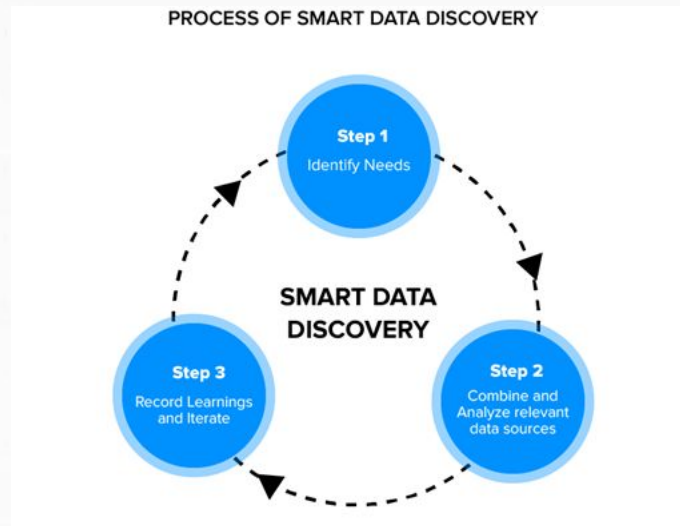 PROCESS OF SMART DATA DISCOVERY
Step 1
Identify Needs
SMART DATA
DISCOVERY
Step 3
Record Learnings
and Iterate
Step 2
Combine and
Analyze relevant
data sources